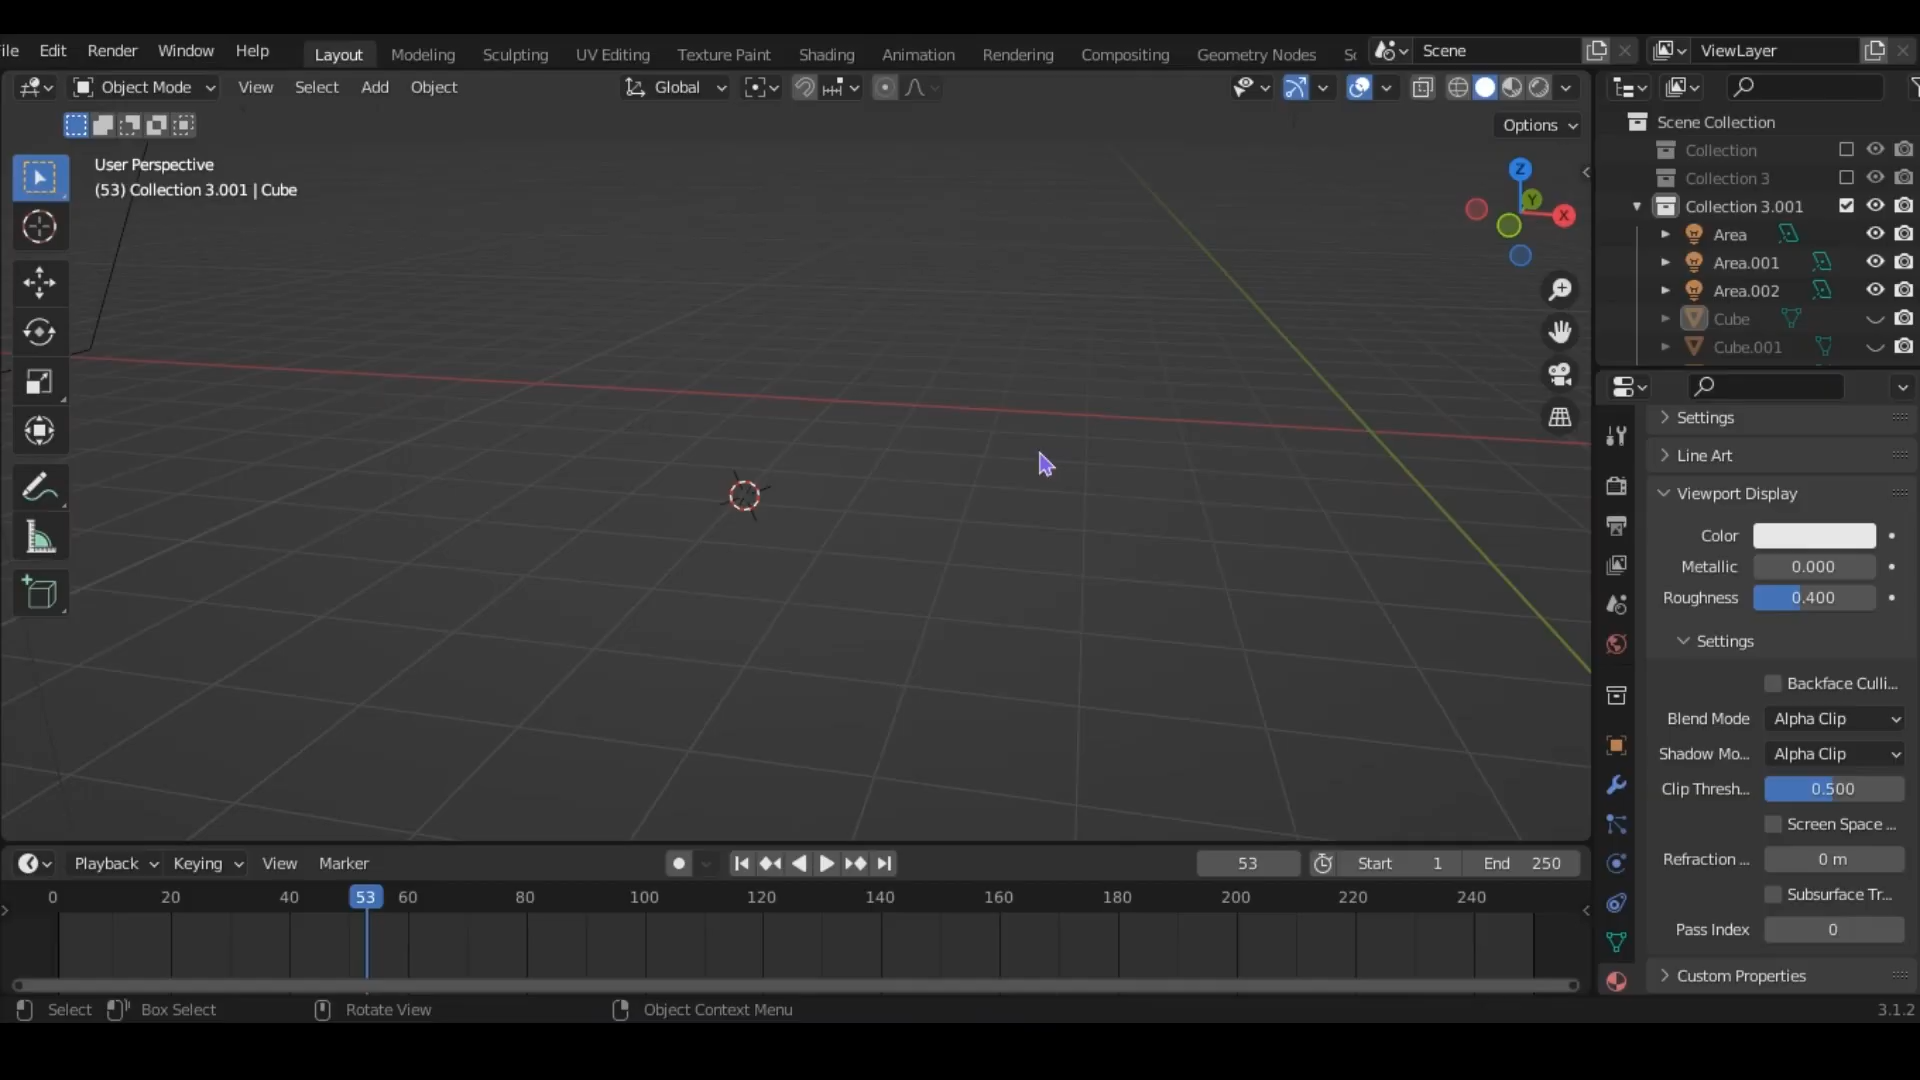 ile Edit Render Window Help Layout Modeling Sculpting UV Editing Texture Paint Shading Animation Rendering Compositing Geometry Nodes Sc Scene ViewLayer
Object Mode View Select Add Object Global
Options
User Perspective
(53) Collection 3.001 | Cube
Z
Y
X
Scene Collection
Collection
Collection 3
Collection 3.001
Area
Area.001
Area.002
Cube
Cube.001
Settings
Line Art
Viewport Display
Color
Metallic 0.000
Roughness 0.400
Settings
Backface Culli...
Blend Mode Alpha Clip
Shadow Mo... Alpha Clip
Clip Thresh... 0.500
Screen Space ...
Refraction ... 0 m
Subsurface Tr...
Pass Index 0
Custom Properties
Playback Keying View Marker 53 Start 1 End 250
0 20 40 53 60 80 100 120 140 160 180 200 220 240
Select Box Select Rotate View Object Context Menu 3.1.2